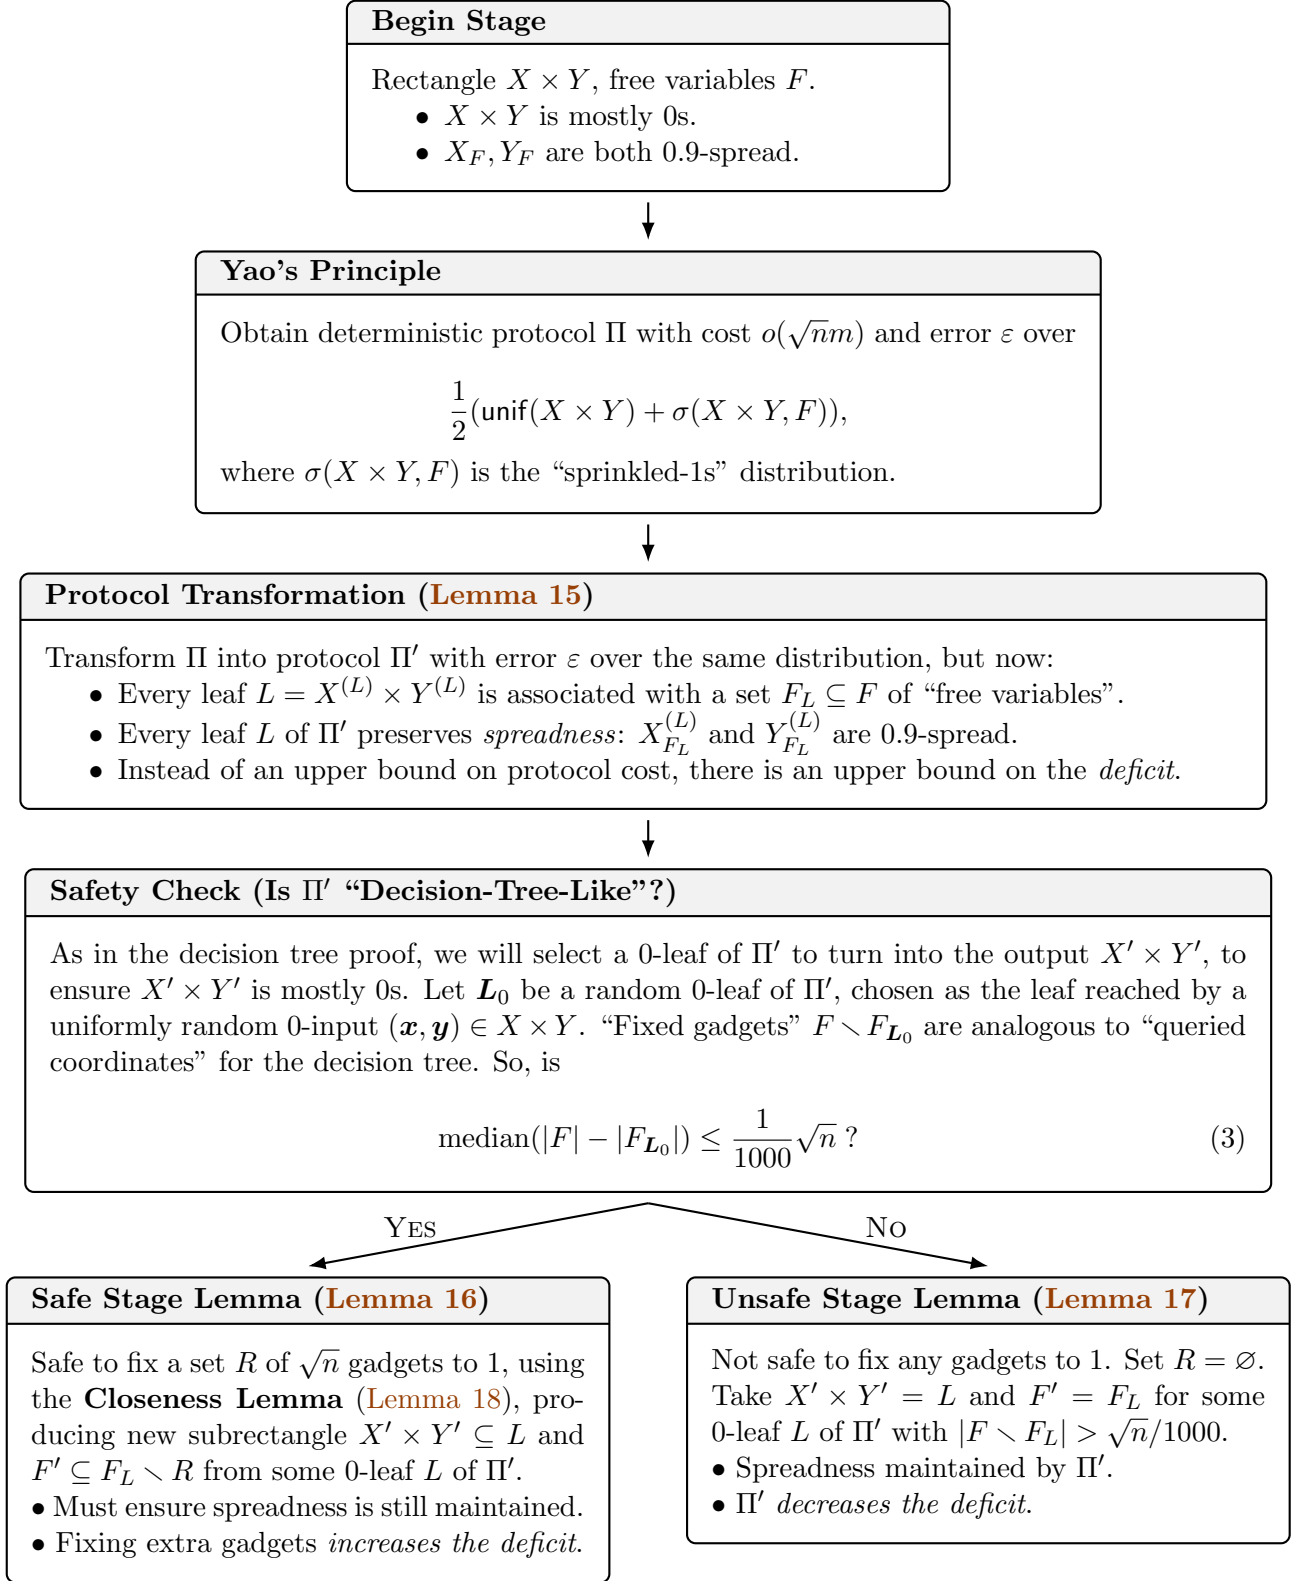 Begin Stage
Rectangle X × Y, free variables F.
• X × Y is mostly 0s.
• X_F, Y_F are both 0.9-spread.
Yao's Principle
Obtain deterministic protocol Π with cost o(√n m) and error ε over
1/2 (unif(X × Y) + σ(X × Y, F)),
where σ(X × Y, F) is the “sprinkled-1s” distribution.
Protocol Transformation (Lemma 15)
Transform Π into protocol Π′ with error ε over the same distribution, but now:
• Every leaf L = X^(L) × Y^(L) is associated with a set F_L ⊆ F of “free variables”.
• Every leaf L of Π′ preserves spreadness: X^(L)_{F_L} and Y^(L)_{F_L} are 0.9-spread.
• Instead of an upper bound on protocol cost, there is an upper bound on the deficit.
Safety Check (Is Π′ “Decision-Tree-Like”?)
As in the decision tree proof, we will select a 0-leaf of Π′ to turn into the output X′ × Y′, to
ensure X′ × Y′ is mostly 0s. Let L_0 be a random 0-leaf of Π′, chosen as the leaf reached by a
uniformly random 0-input (x, y) ∈ X × Y. “Fixed gadgets” F ∖ F_{L_0} are analogous to “queried
coordinates” for the decision tree. So, is
median(|F| − |F_{L_0}|) ≤ 1/1000 √n ? (3)
YES
NO
Safe Stage Lemma (Lemma 16)
Safe to fix a set R of √n gadgets to 1, using
the Closeness Lemma (Lemma 18), pro-
ducing new subrectangle X′ × Y′ ⊆ L and
F′ ⊆ F_L ∖ R from some 0-leaf L of Π′.
• Must ensure spreadness is still maintained.
• Fixing extra gadgets increases the deficit.
Unsafe Stage Lemma (Lemma 17)
Not safe to fix any gadgets to 1. Set R = ∅.
Take X′ × Y′ = L and F′ = F_L for some
0-leaf L of Π′ with |F ∖ F_L| > √n/1000.
• Spreadness maintained by Π′.
• Π′ decreases the deficit.